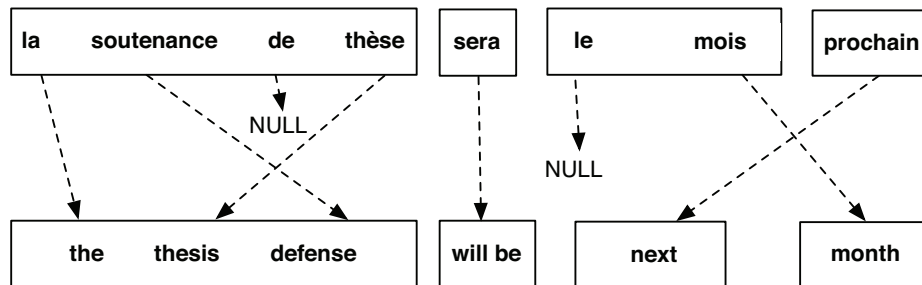 la soutenance de thèse sera le mois prochain
NULL
NULL
the thesis defense will be next month